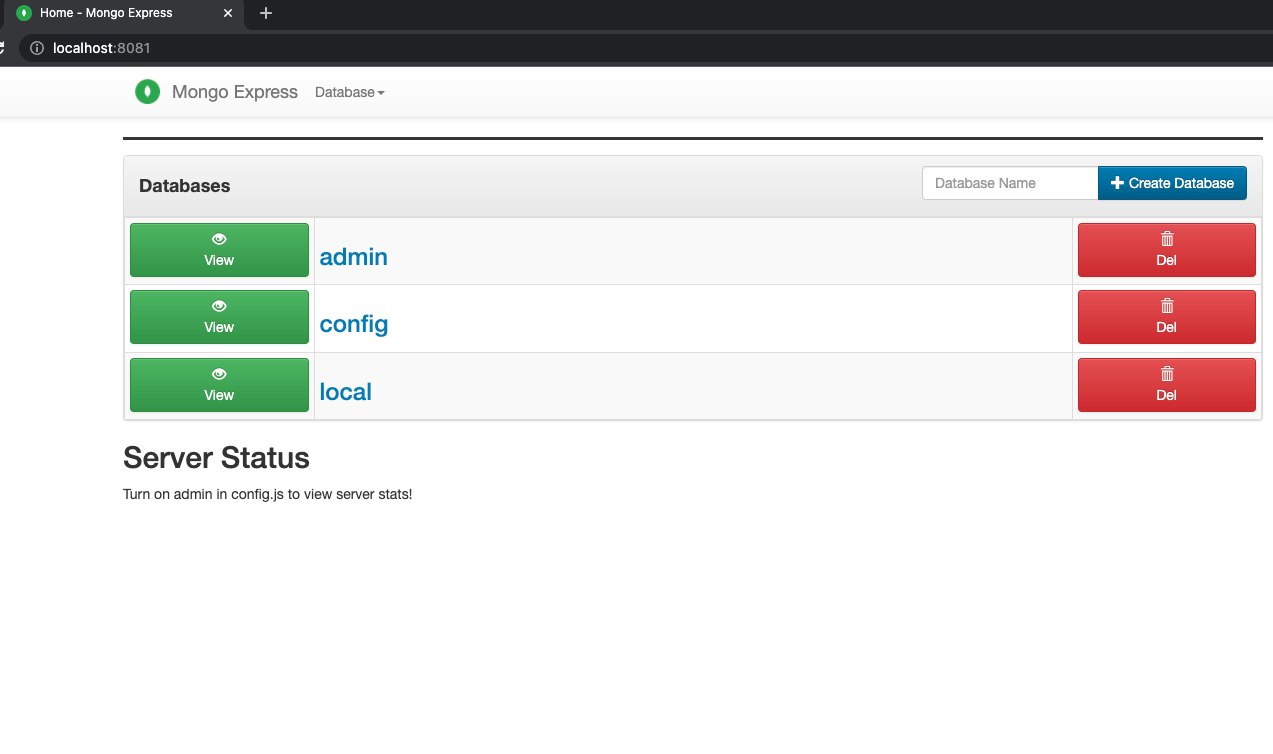 Home - Mongo Express
localhost:8081
Mongo Express Database
Databases Database Name Create Database
View admin Del
View config Del
View local Del
Server Status
Turn on admin in config.js to view server stats!